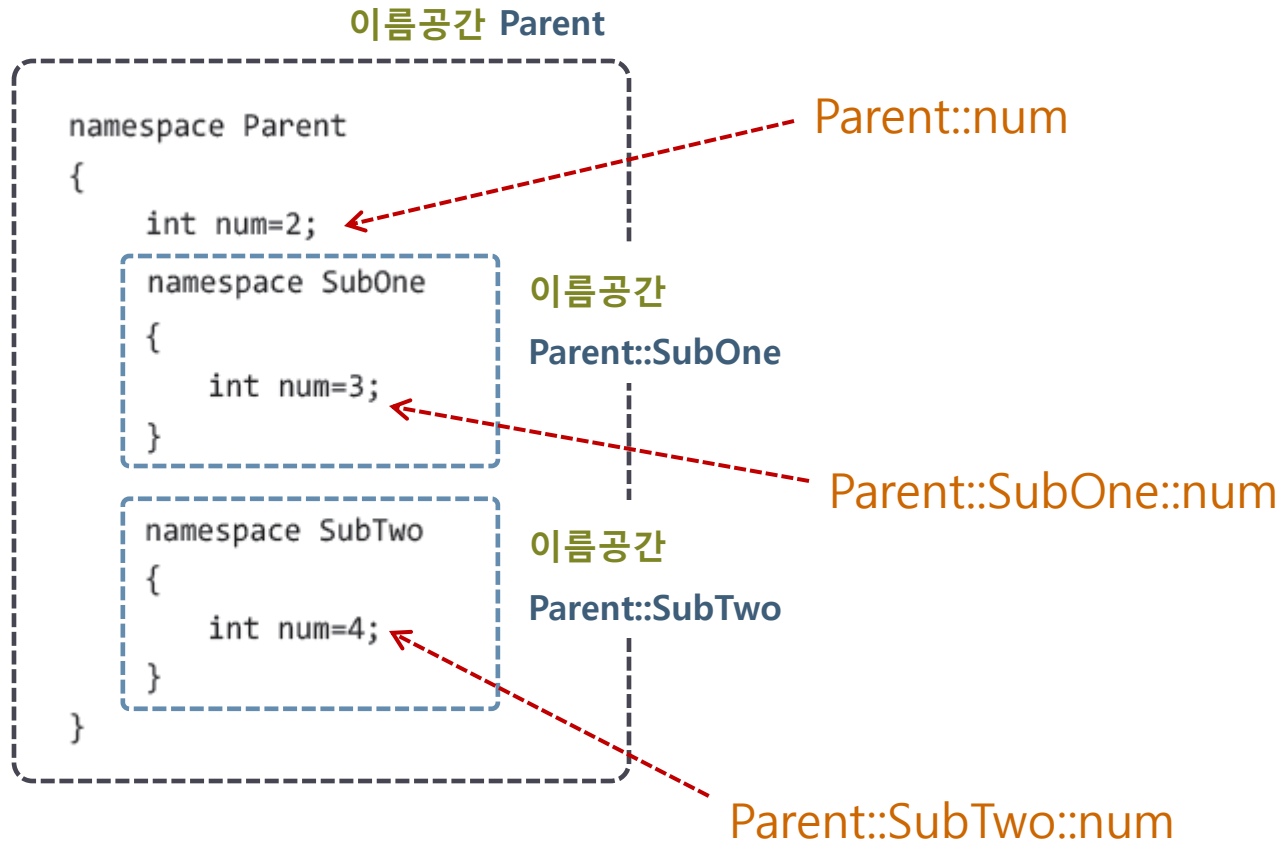 이름공간 Parent
namespace Parent
Parent::num
{
int num=2;
namespace SubOne
이름공간
{
Parent::SubOne
int num=3;
}
Parent::SubOne::num
namespace SubTwo
이름공간
{
Parent::SubTwo
int num=4;
}
}
Parent::SubTwo::num